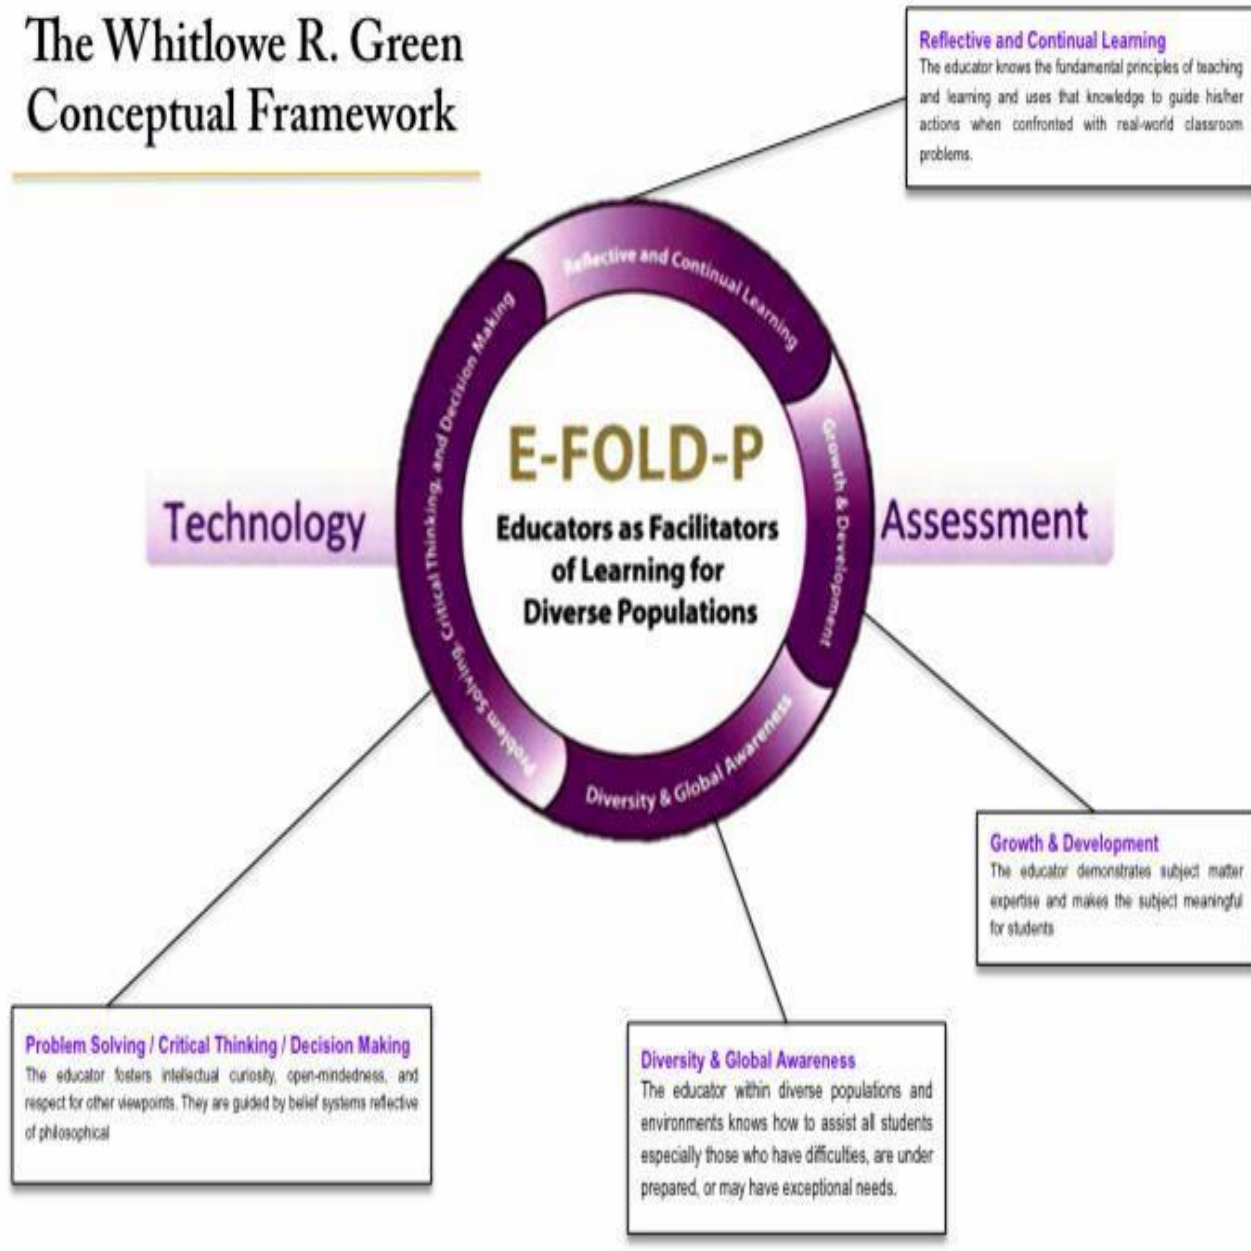 The Whitlowe R. Green
Conceptual Framework
Reflective and Continual Learning
The educator knows the fundamental principles of teaching
and learning and uses that knowledge to guide his/her
actions when confronted with real-world classroom
problems.
Reflective and Continual Learning
Problem Solving, Critical Thinking, and Decision Making
Growth & Development
Diversity & Global Awareness
E-FOLD-P
Educators as Facilitators
of Learning for
Diverse Populations
Technology
Assessment
Growth & Development
The educator demonstrates subject matter
expertise and makes the subject meaningful
for students
Problem Solving / Critical Thinking / Decision Making
The educator fosters intellectual curiosity, open-mindedness, and
respect for other viewpoints. They are guided by belief systems reflective
of philosophical
Diversity & Global Awareness
The educator within diverse populations and
environments knows how to assist all students
especially those who have difficulties, are under
prepared, or may have exceptional needs.